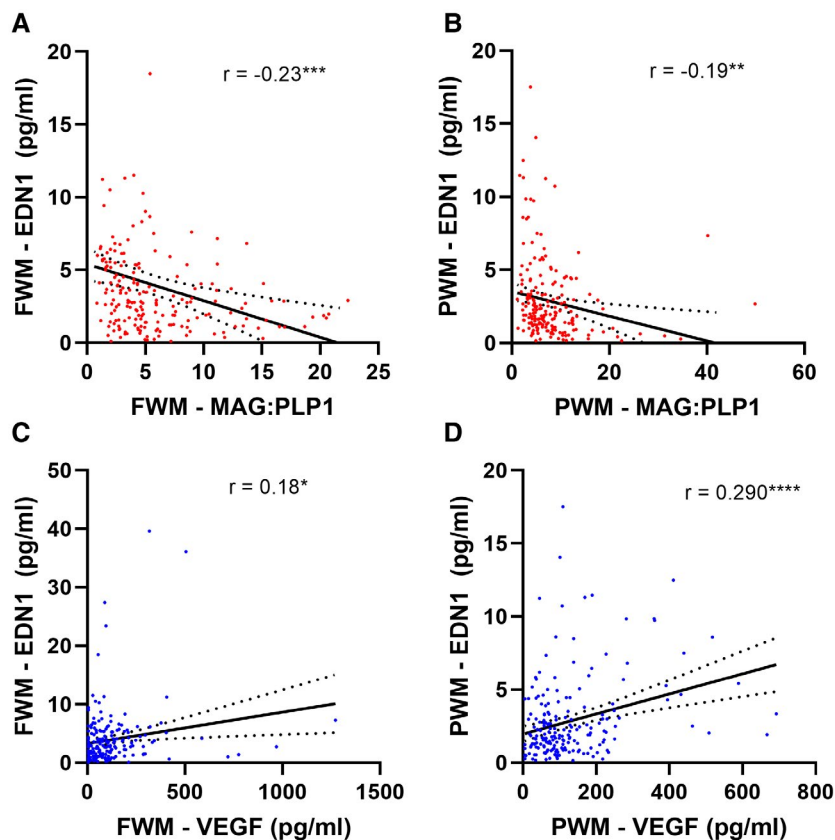 A
FWM - EDN1 (pg/ml)
20
15
10
5
0
r = -0.23***
0 5 10 15 20 25
FWM - MAG:PLP1
B
PWM - EDN1 (pg/ml)
20
15
10
5
0
r = -0.19**
0 20 40 60
PWM - MAG:PLP1
C
FWM - EDN1 (pg/ml)
50
40
30
20
10
0
r = 0.18*
0 500 1000 1500
FWM - VEGF (pg/ml)
D
PWM - EDN1 (pg/ml)
20
15
10
5
0
r = 0.290****
0 200 400 600 800
PWM - VEGF (pg/ml)